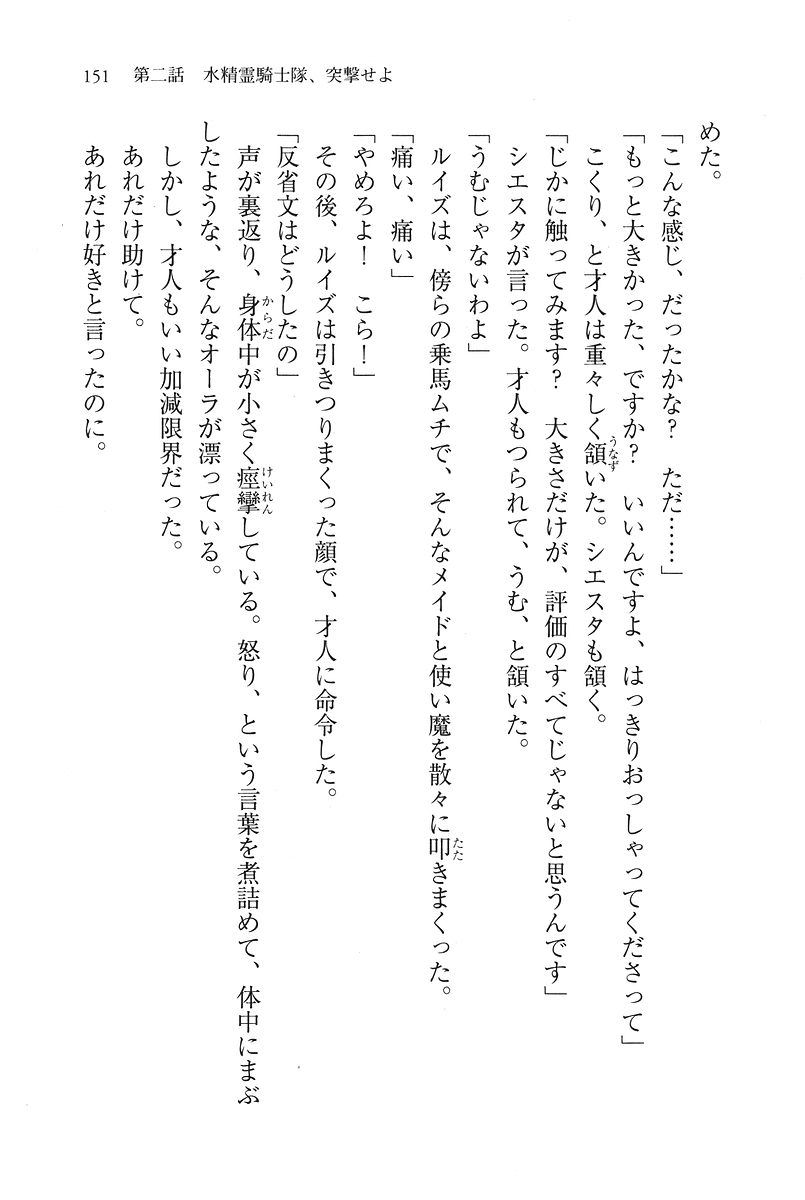 151　第二話　水精霊騎士隊、突撃せよ
めた。
「こんな感じ、だったかな？　ただ……」
「もっと大きかった、ですか？　いいんですよ、はっきりおっしゃってくださって」
こくり、と才人は重々しく頷いた。シエスタも頷く。
「じかに触ってみます？　大きさだけが、評価のすべてじゃないと思うんです」
シエスタが言った。才人もつられて、うむ、と頷いた。
「うむじゃないわよ」
ルイズは、傍らの乗馬ムチで、そんなメイドと使い魔を散々に叩きまくった。
「痛い、痛い」
「やめろよ！　こら！」
その後、ルイズは引きつりまくった顔で、才人に命令した。
「反省文はどうしたの」
声が裏返り、身体中が小さく痙攣している。怒り、という言葉を煮詰めて、体中にまぶ
したような、そんなオーラが漂っている。
しかし、才人もいい加減限界だった。
あれだけ助けて。
あれだけ好きと言ったのに。